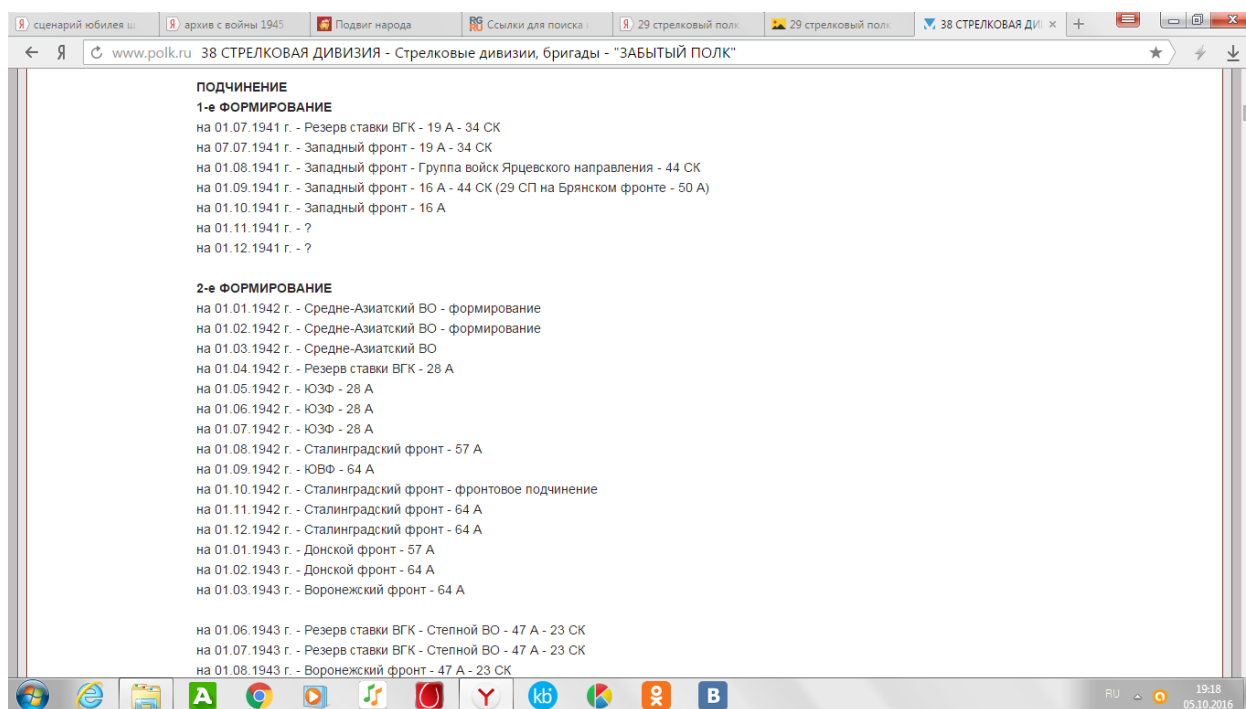 сценарий юбилея ш
архив с войны 1945
Подвиг народа
Ссылки для поиска
29 стрелковый полк
29 стрелковый полк
38 СТРЕЛКОВАЯ ДИ
www.polk.ru 38 СТРЕЛКОВАЯ ДИВИЗИЯ - Стрелковые дивизии, бригады - "ЗАБЫТЫЙ ПОЛК"
ПОДЧИНЕНИЕ
1-е ФОРМИРОВАНИЕ
на 01.07.1941 г. - Резерв ставки ВГК - 19 А - 34 СК
на 07.07.1941 г. - Западный фронт - 19 А - 34 СК
на 01.08.1941 г. - Западный фронт - Группа войск Ярцевского направления - 44 СК
на 01.09.1941 г. - Западный фронт - 16 А - 44 СК (29 СП на Брянском фронте - 50 А)
на 01.10.1941 г. - Западный фронт - 16 А
на 01.11.1941 г. - ?
на 01.12.1941 г. - ?
2-е ФОРМИРОВАНИЕ
на 01.01.1942 г. - Средне-Азиатский ВО - формирование
на 01.02.1942 г. - Средне-Азиатский ВО - формирование
на 01.03.1942 г. - Средне-Азиатский ВО
на 01.04.1942 г. - Резерв ставки ВГК - 28 А
на 01.05.1942 г. - ЮЗФ - 28 А
на 01.06.1942 г. - ЮЗФ - 28 А
на 01.07.1942 г. - ЮЗФ - 28 А
на 01.08.1942 г. - Сталинградский фронт - 57 А
на 01.09.1942 г. - ЮВФ - 64 А
на 01.10.1942 г. - Сталинградский фронт - фронтовое подчинение
на 01.11.1942 г. - Сталинградский фронт - 64 А
на 01.12.1942 г. - Сталинградский фронт - 64 А
на 01.01.1943 г. - Донской фронт - 57 А
на 01.02.1943 г. - Донской фронт - 64 А
на 01.03.1943 г. - Воронежский фронт - 64 А
на 01.06.1943 г. - Резерв ставки ВГК - Степной ВО - 47 А - 23 СК
на 01.07.1943 г. - Резерв ставки ВГК - Степной ВО - 47 А - 23 СК
на 01.08.1943 г. - Воронежский фронт - 47 А - 23 СК
RU
19:18
05.10.2016